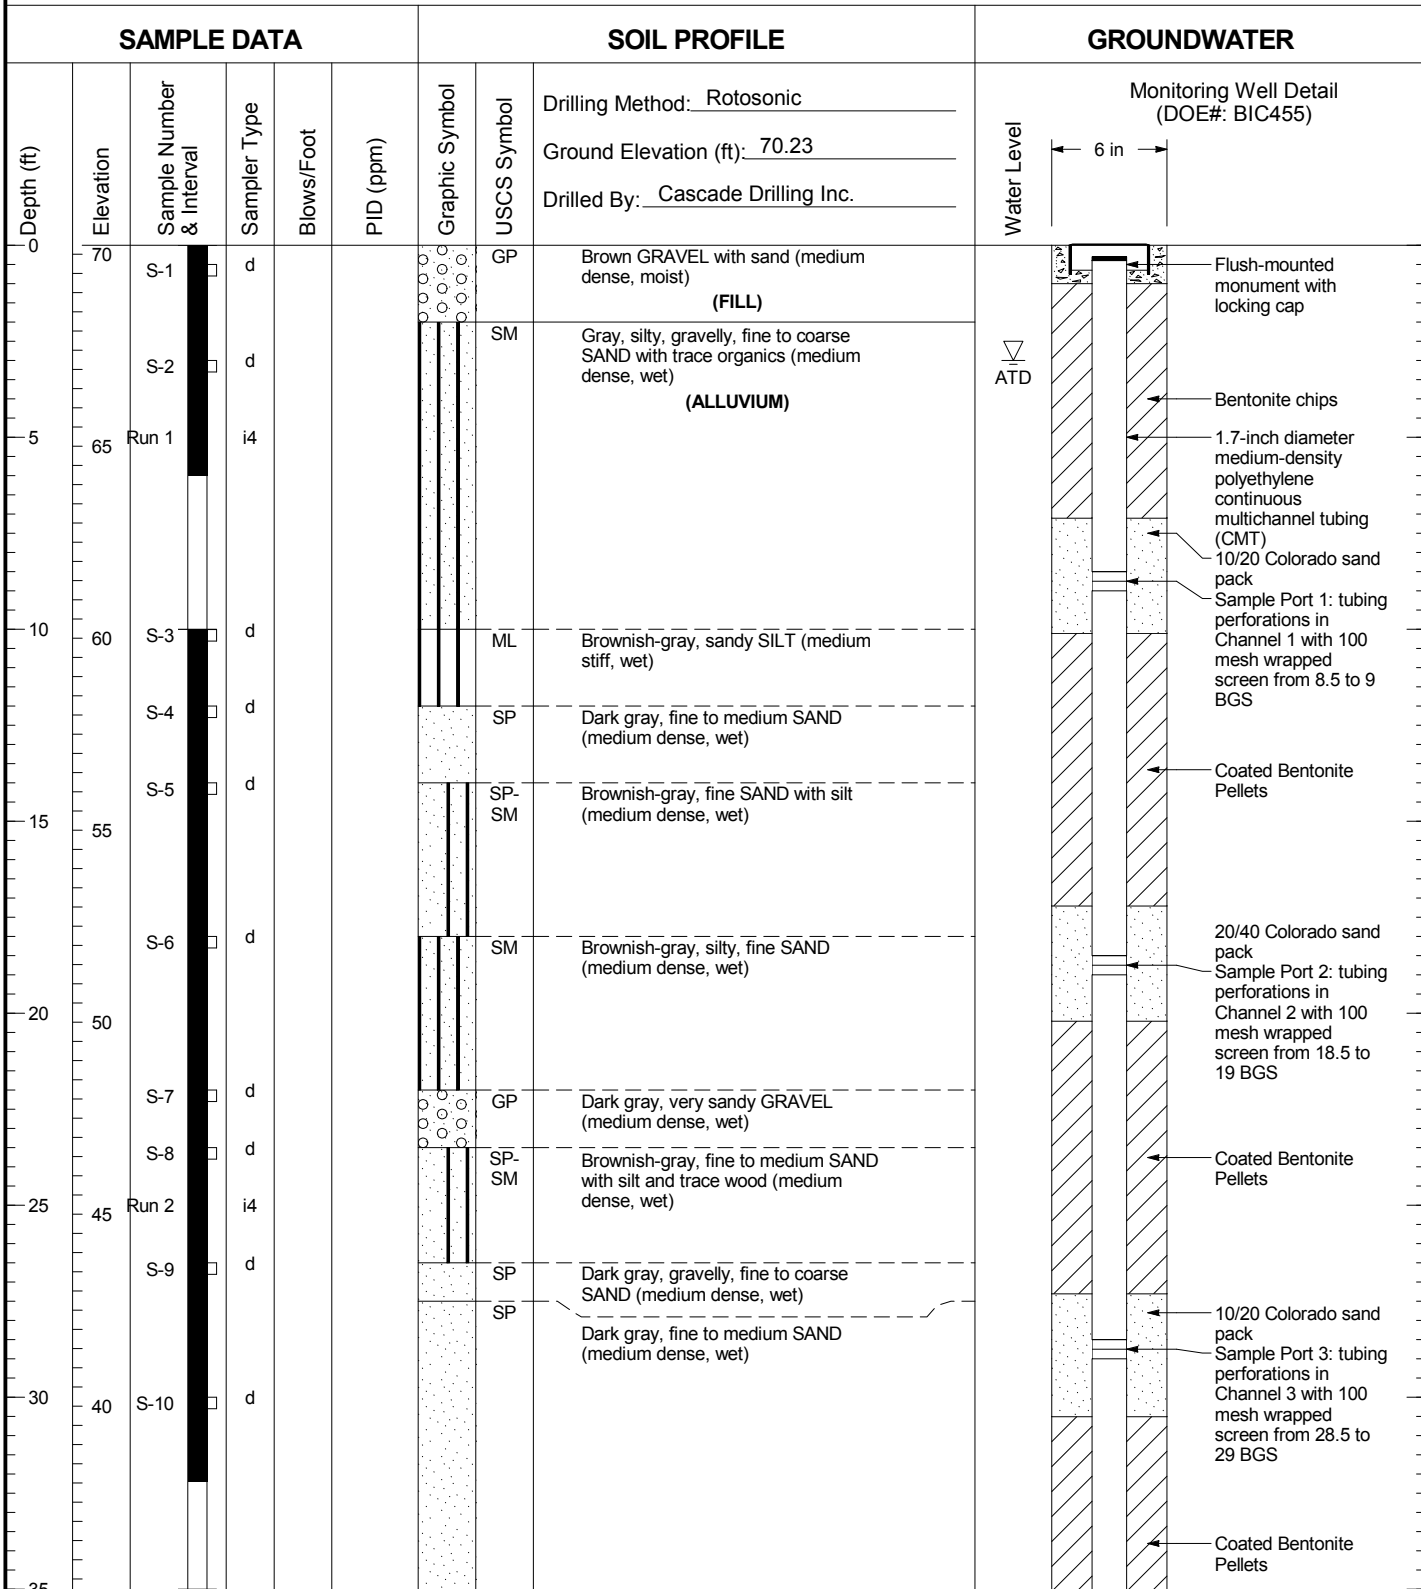 SAMPLE DATA
SOIL PROFILE
GROUNDWATER
Depth (ft)
Elevation
Sample Number
& Interval
Sampler Type
Blows/Foot
PID (ppm)
Graphic Symbol
USCS Symbol
Drilling Method: Rotosonic
Ground Elevation (ft): 70.23
Drilled By: Cascade Drilling Inc.
Water Level
Monitoring Well Detail
(DOE#: BIC455)
6 in
0
5
10
15
20
25
30
35
70
65
60
55
50
45
40
S-1 d
S-2 d
Run 1 i4
S-3 d
S-4 d
S-5 d
S-6 d
S-7 d
S-8 d
Run 2 i4
S-9 d
S-10 d
GP Brown GRAVEL with sand (medium
dense, moist)
(FILL)
SM Gray, silty, gravelly, fine to coarse
SAND with trace organics (medium
dense, wet)
(ALLUVIUM)
ML Brownish-gray, sandy SILT (medium
stiff, wet)
SP Dark gray, fine to medium SAND
(medium dense, wet)
SP- Brownish-gray, fine SAND with silt
SM (medium dense, wet)
SM Brownish-gray, silty, fine SAND
(medium dense, wet)
GP Dark gray, very sandy GRAVEL
(medium dense, wet)
SP- Brownish-gray, fine to medium SAND
SM with silt and trace wood (medium
dense, wet)
SP Dark gray, gravelly, fine to coarse
SAND (medium dense, wet)
SP
Dark gray, fine to medium SAND
(medium dense, wet)
ATD
Flush-mounted
monument with
locking cap
Bentonite chips
1.7-inch diameter
medium-density
polyethylene
continuous
multichannel tubing
(CMT)
10/20 Colorado sand
pack
Sample Port 1: tubing
perforations in
Channel 1 with 100
mesh wrapped
screen from 8.5 to 9
BGS
Coated Bentonite
Pellets
20/40 Colorado sand
pack
Sample Port 2: tubing
perforations in
Channel 2 with 100
mesh wrapped
screen from 18.5 to
19 BGS
Coated Bentonite
Pellets
10/20 Colorado sand
pack
Sample Port 3: tubing
perforations in
Channel 3 with 100
mesh wrapped
screen from 28.5 to
29 BGS
Coated Bentonite
Pellets